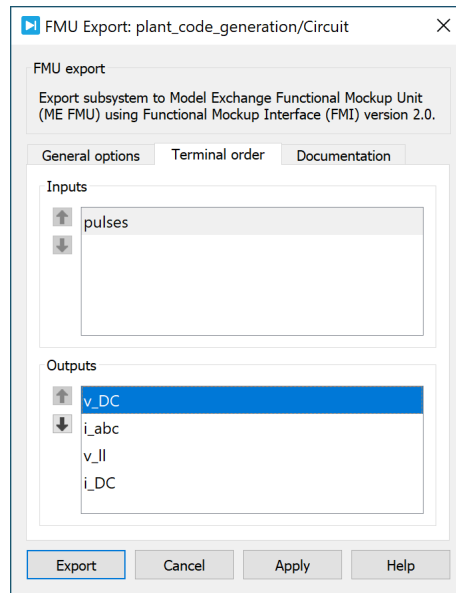 FMU Export: plant_code_generation/Circuit
FMU export
Export subsystem to Model Exchange Functional Mockup Unit
(ME FMU) using Functional Mockup Interface (FMI) version 2.0.
General options Terminal order Documentation
Inputs
pulses
Outputs
v_DC
i_abc
v_ll
i_DC
Export Cancel Apply Help